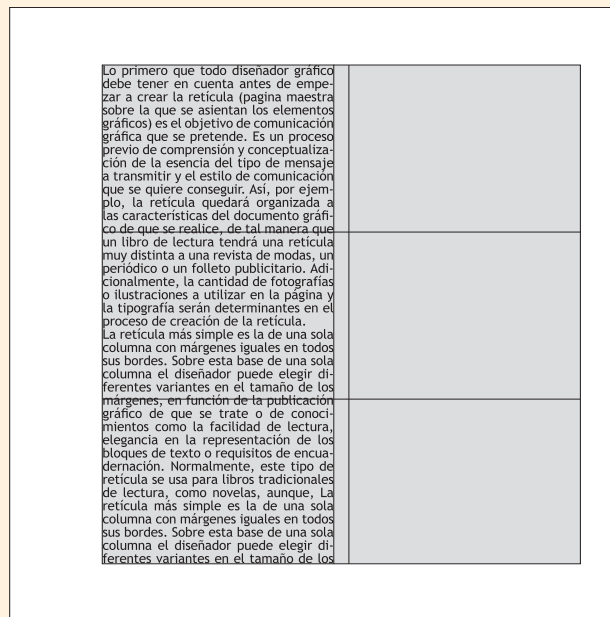 Lo primero que todo diseñador gráfico
debe tener en cuenta antes de empe-
zar a crear la retícula (pagina maestra
sobre la que se asientan los elementos
gráficos) es el objetivo de comunicación
gráfica que se pretende. Es un proceso
previo de comprensión y conceptualiza-
ción de la esencia del tipo de mensaje
a transmitir y el estilo de comunicación
que se quiere conseguir. Así, por ejem-
plo, la retícula quedará organizada a
las características del documento gráfi-
co de que se realice, de tal manera que
un libro de lectura tendrá una retícula
muy distinta a una revista de modas, un
periódico o un folleto publicitario. Adi-
cionalmente, la cantidad de fotografías
o ilustraciones a utilizar en la página y
la tipografía serán determinantes en el
proceso de creación de la retícula.
La retícula más simple es la de una sola
columna con márgenes iguales en todos
sus bordes. Sobre esta base de una sola
columna el diseñador puede elegir di-
ferentes variantes en el tamaño de los
márgenes, en función de la publicación
gráfico de que se trate o de conoci-
mientos como la facilidad de lectura,
elegancia en la representación de los
bloques de texto o requisitos de encua-
dernación. Normalmente, este tipo de
retícula se usa para libros tradicionales
de lectura, como novelas, aunque, La
retícula más simple es la de una sola
columna con márgenes iguales en todos
sus bordes. Sobre esta base de una sola
columna el diseñador puede elegir di-
ferentes variantes en el tamaño de los